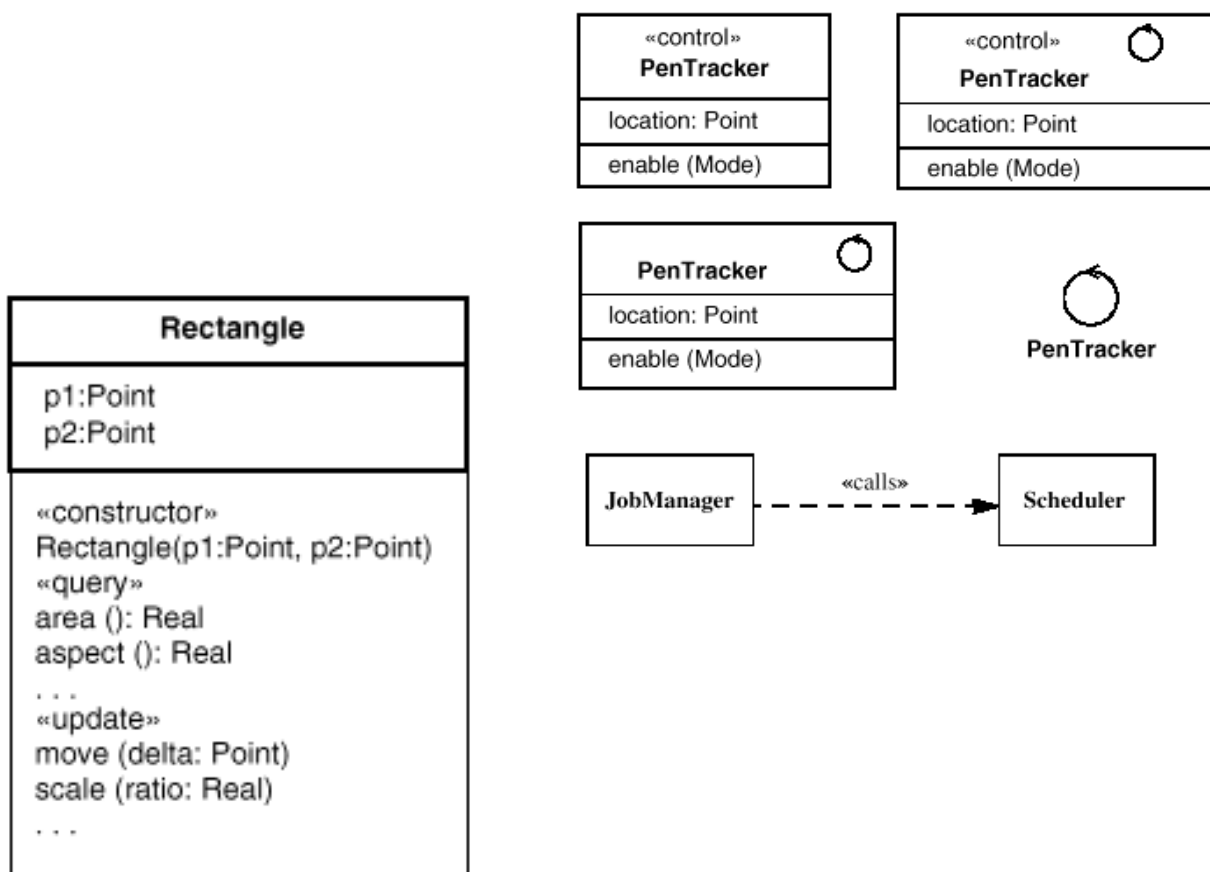 Rectangle
p1:Point
p2:Point
«constructor»
Rectangle(p1:Point, p2:Point)
«query»
area (): Real
aspect (): Real
. . .
«update»
move (delta: Point)
scale (ratio: Real)
. . .
«control»
PenTracker
location: Point
enable (Mode)
«control»
PenTracker
location: Point
enable (Mode)
PenTracker
location: Point
enable (Mode)
PenTracker
JobManager
«calls»
Scheduler